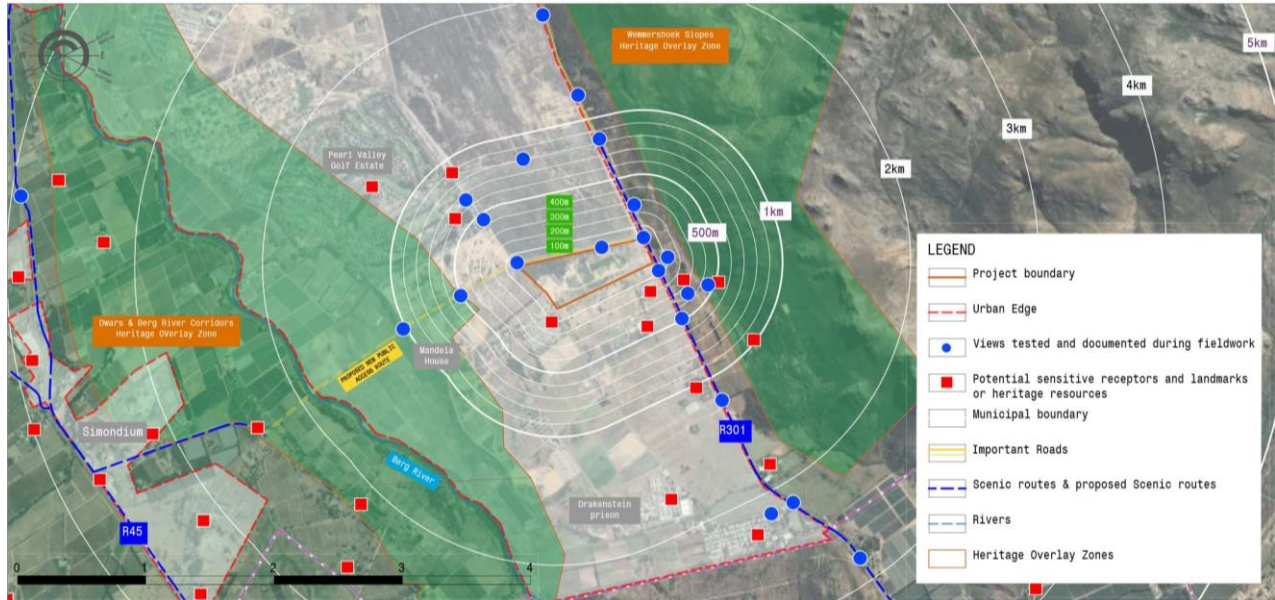 Wemmershoek Slopes
Heritage Overlay Zone
5km
4km
3km
2km
1km
500m
Pearl Valley
Golf Estate
400m
300m
200m
100m
Dwars & Berg River Corridors
Heritage OVerlay Zone
PROPOSED NEW PUBLIC
ACCESS ROUTE
Mandela
House
Simondium
Berg River
R301
R45
Drakenstein
prison
0
1
2
3
4
LEGEND
Project boundary
Urban Edge
Views tested and documented during fieldwork
Potential sensitive receptors and landmarks
or heritage resources
Municipal boundary
Important Roads
Scenic routes & proposed Scenic routes
Rivers
Heritage Overlay Zones